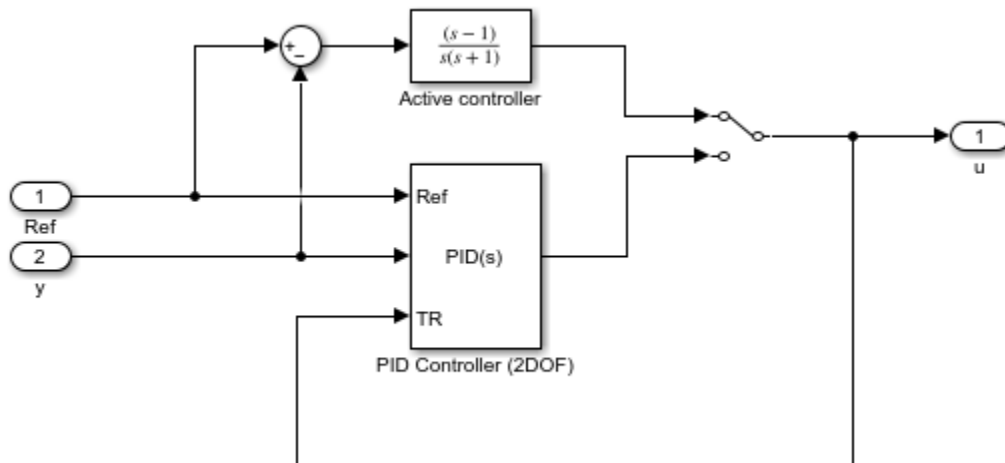 +
−
(s − 1)
s(s + 1)
Active controller
1
u
1
Ref
2
y
Ref
PID(s)
TR
PID Controller (2DOF)